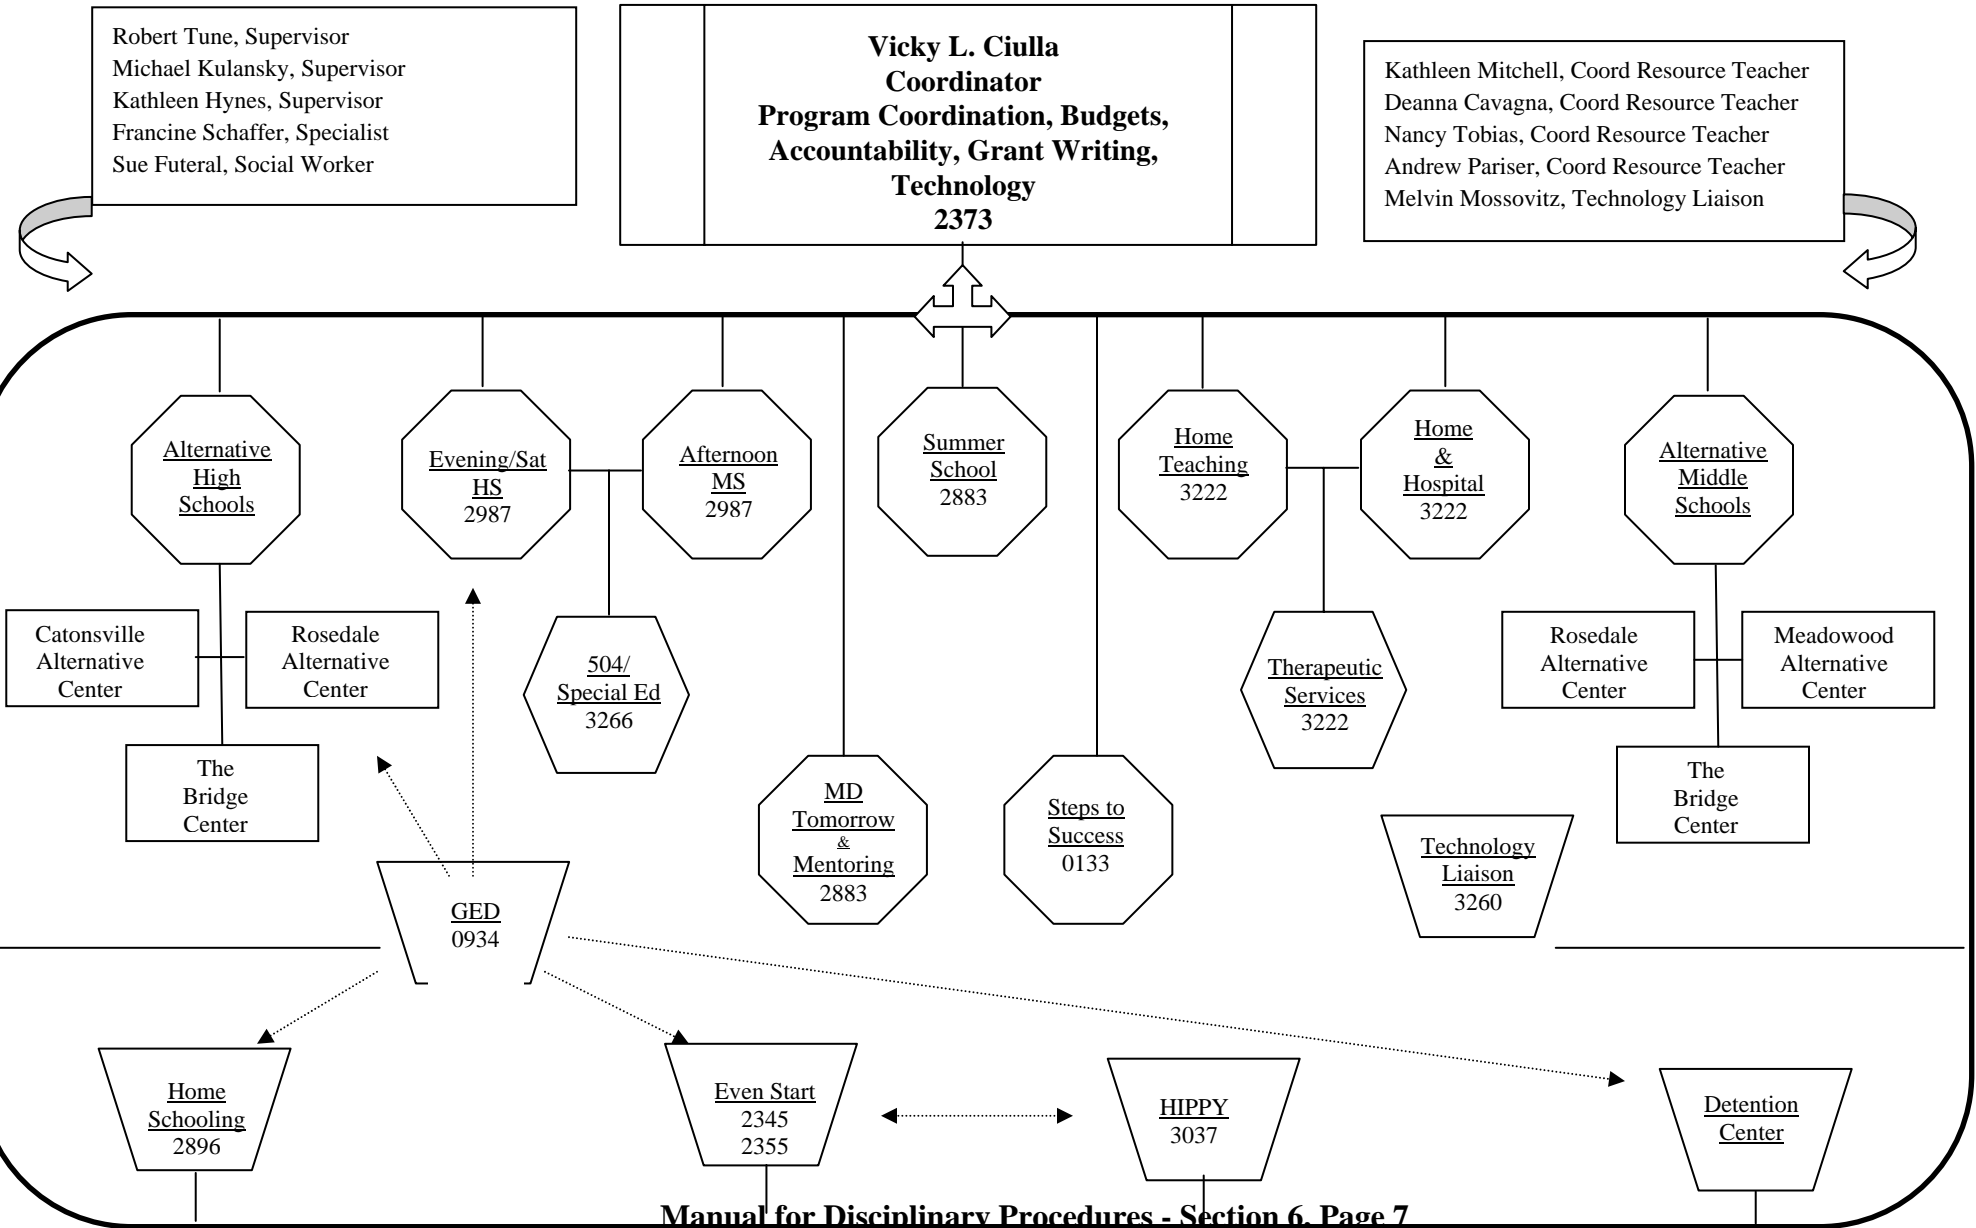 Robert Tune, Supervisor
Michael Kulansky, Supervisor
Kathleen Hynes, Supervisor
Francine Schaffer, Specialist
Sue Futeral, Social Worker
Vicky L. Ciulla
Coordinator
Program Coordination, Budgets,
Accountability, Grant Writing,
Technology
2373
Kathleen Mitchell, Coord Resource Teacher
Deanna Cavagna, Coord Resource Teacher
Nancy Tobias, Coord Resource Teacher
Andrew Pariser, Coord Resource Teacher
Melvin Mossovitz, Technology Liaison
Alternative
High
Schools
Evening/Sat
HS
2987
Afternoon
MS
2987
Summer
School
2883
Home
Teaching
3222
Home
&
Hospital
3222
Alternative
Middle
Schools
Catonsville
Alternative
Center
Rosedale
Alternative
Center
504/
Special Ed
3266
Therapeutic
Services
3222
Rosedale
Alternative
Center
Meadowood
Alternative
Center
The
Bridge
Center
MD
Tomorrow
&
Mentoring
2883
Steps to
Success
0133
Technology
Liaison
3260
The
Bridge
Center
GED
0934
Home
Schooling
2896
Even Start
2345
2355
HIPPY
3037
Detention
Center
Manual for Disciplinary Procedures - Section 6, Page 7